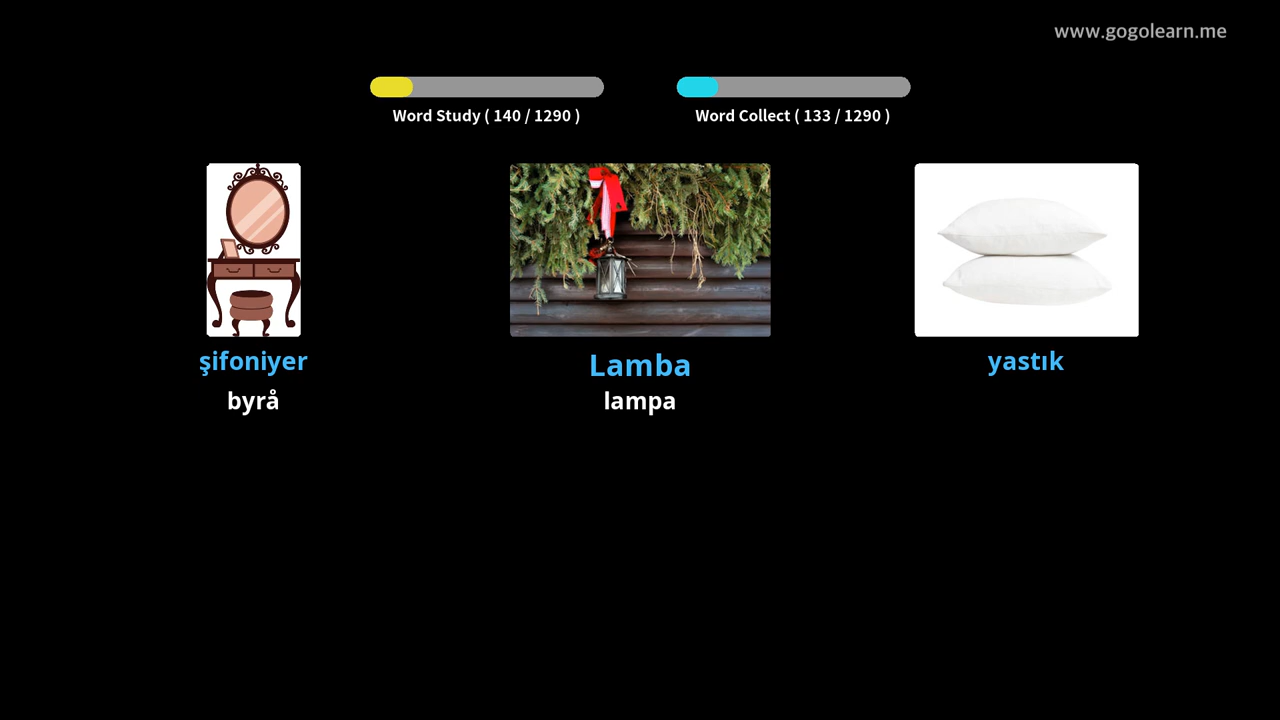 www.gogolearn.me
Word Study ( 140 / 1290 )
Word Collect ( 133 / 1290 )
şifoniyer
byrå
Lamba
lampa
yastık